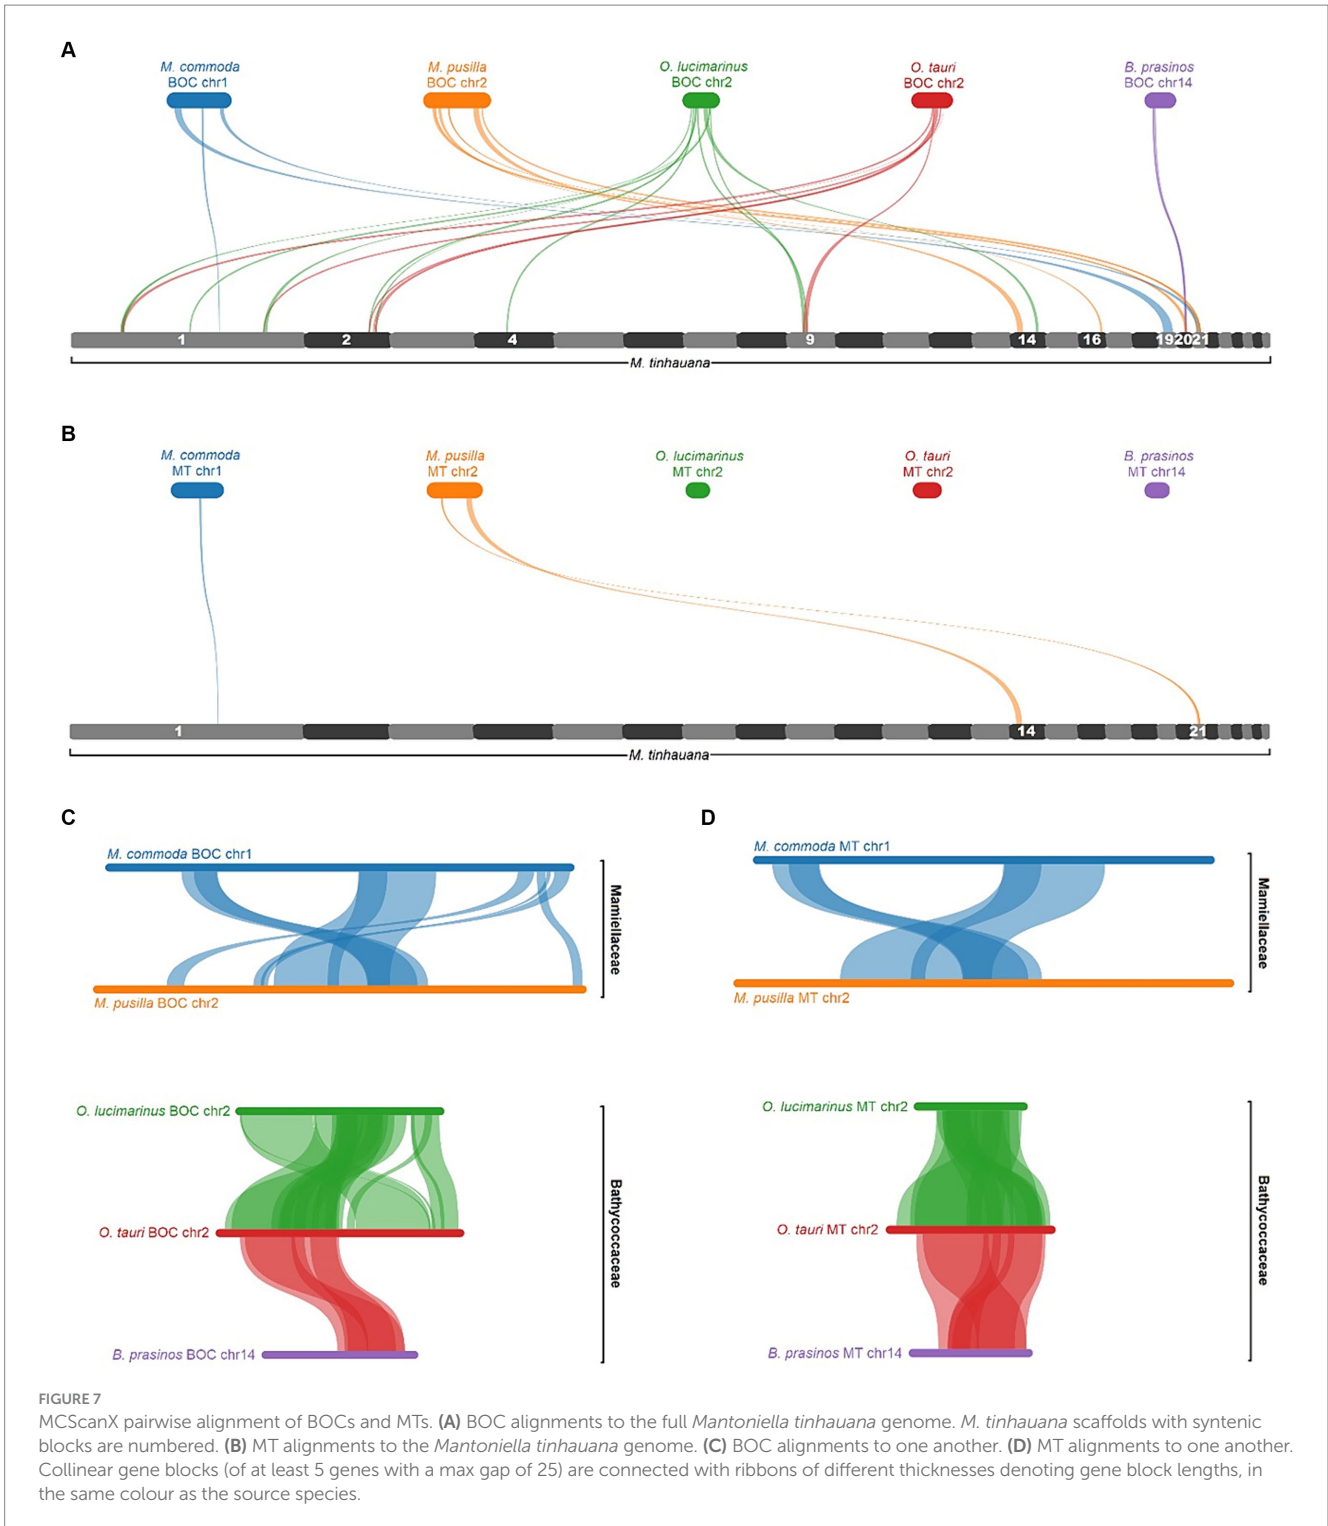 A
M. commoda
BOC chr1
M. pusilla
BOC chr2
O. lucimarinus
BOC chr2
O. tauri
BOC chr2
B. prasinos
BOC chr14
1 2 4 9 14 16 19 20 21
M. tinhauana
B
M. commoda
MT chr1
M. pusilla
MT chr2
O. lucimarinus
MT chr2
O. tauri
MT chr2
B. prasinos
MT chr14
1 14 21
M. tinhauana
C
M. commoda BOC chr1
M. pusilla BOC chr2
Mamiellaceae
O. lucimarinus BOC chr2
O. tauri BOC chr2
B. prasinos BOC chr14
Bathycoccaceae
D
M. commoda MT chr1
M. pusilla MT chr2
Mamiellaceae
O. lucimarinus MT chr2
O. tauri MT chr2
B. prasinos MT chr14
Bathycoccaceae
FIGURE 7
MCScanX pairwise alignment of BOCs and MTs. (A) BOC alignments to the full Mantoniella tinhauana genome. M. tinhauana scaffolds with syntenic
blocks are numbered. (B) MT alignments to the Mantoniella tinhauana genome. (C) BOC alignments to one another. (D) MT alignments to one another.
Collinear gene blocks (of at least 5 genes with a max gap of 25) are connected with ribbons of different thicknesses denoting gene block lengths, in
the same colour as the source species.